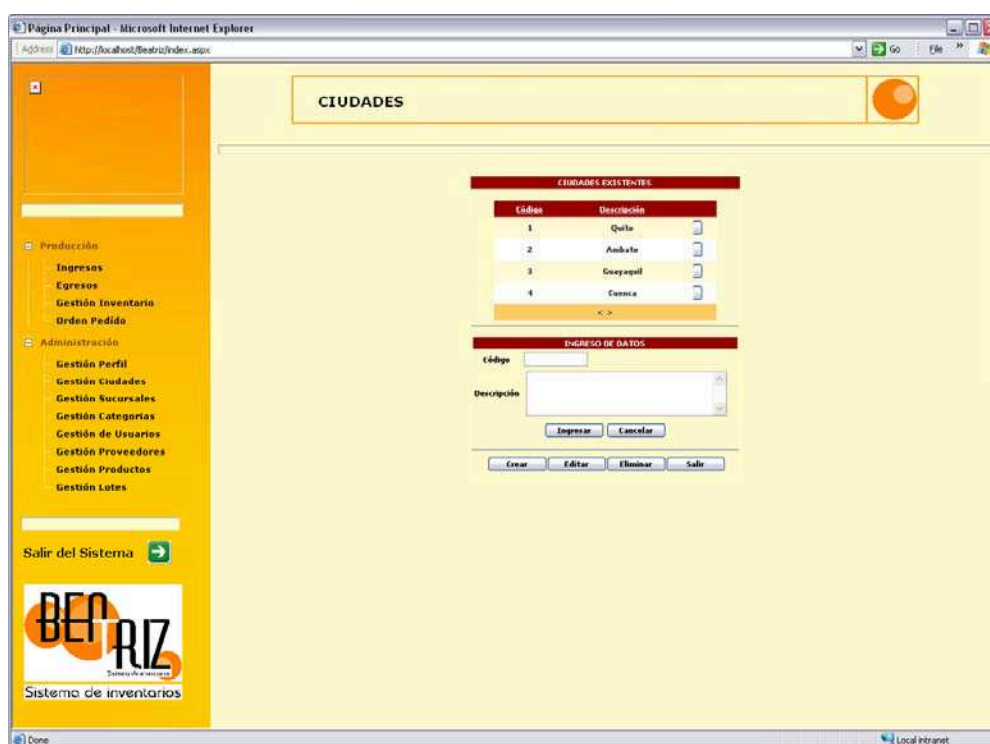 Página Principal - Microsoft Internet Explorer
Address http://localhost/Beatriz/index.aspx Go File »
CIUDADES
CIUDADES EXISTENTES
Código Descripción
1 Quito
2 Ambato
3 Guayaquil
4 Cuenca
< >
INGRESO DE DATOS
Código
Descripción
Ingresar Cancelar
Crear Editar Eliminar Salir
Producción
Ingresos
Egresos
Gestión Inventario
Orden Pedido
Administración
Gestión Perfil
Gestión Ciudades
Gestión Sucursales
Gestión Categorias
Gestión de Usuarios
Gestión Proveedores
Gestión Productos
Gestión Lotes
Salir del Sistema
BEATRIZ
Sistema de inventarios
Done Local intranet